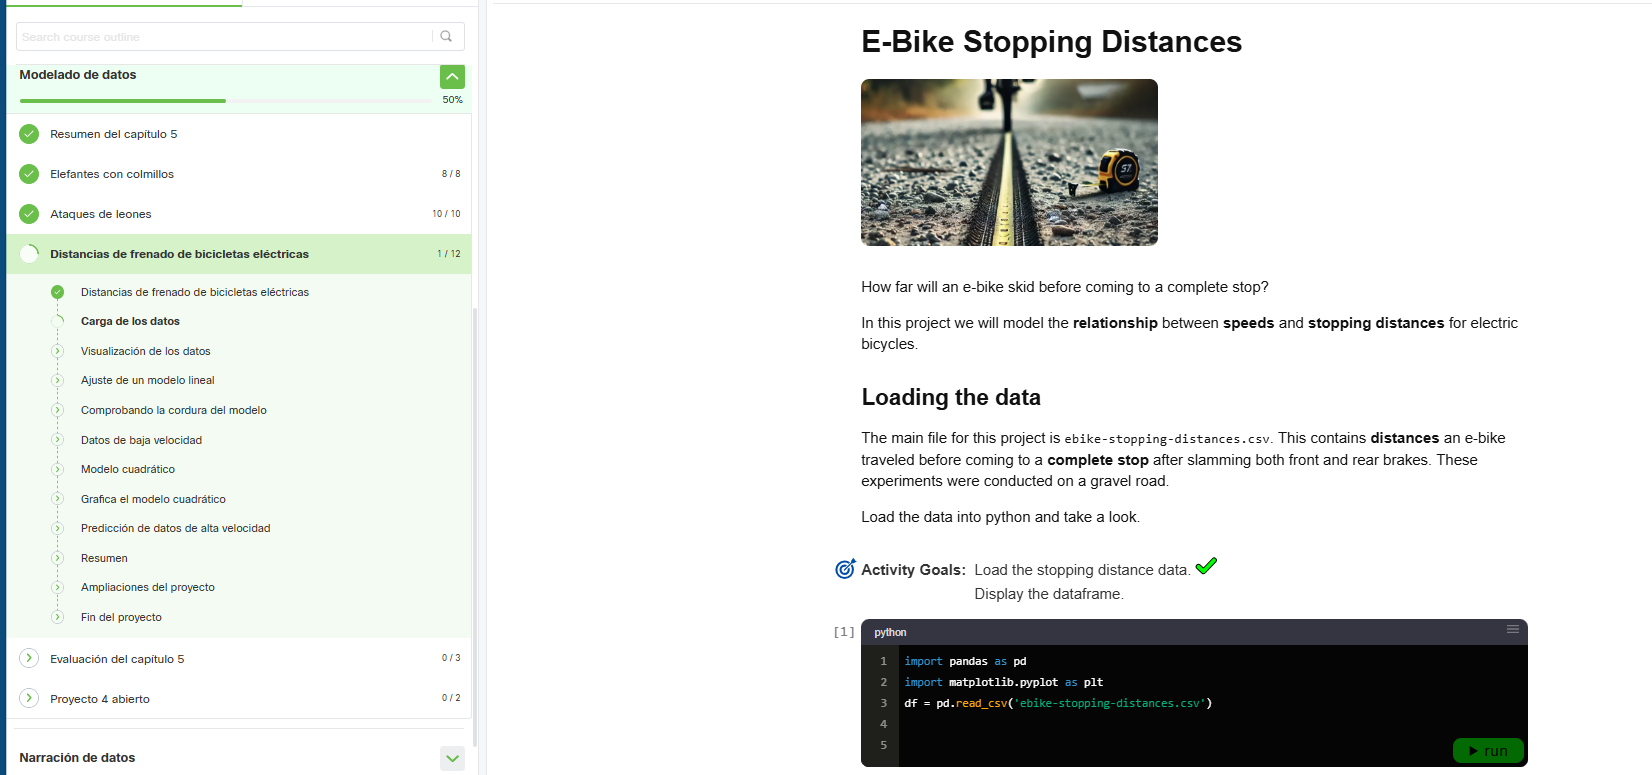 Search course outline
Modelado de datos
50%
Resumen del capítulo 5
Elefantes con colmillos 8 / 8
Ataques de leones 10 / 10
Distancias de frenado de bicicletas eléctricas 1 / 12
Distancias de frenado de bicicletas eléctricas
Carga de los datos
Visualización de los datos
Ajuste de un modelo lineal
Comprobando la cordura del modelo
Datos de baja velocidad
Modelo cuadrático
Grafica el modelo cuadrático
Predicción de datos de alta velocidad
Resumen
Ampliaciones del proyecto
Fin del proyecto
Evaluación del capítulo 5 0 / 3
Proyecto 4 abierto 0 / 2
Narración de datos
E-Bike Stopping Distances
How far will an e-bike skid before coming to a complete stop?
In this project we will model the relationship between speeds and stopping distances for electric
bicycles.
Loading the data
The main file for this project is ebike-stopping-distances.csv. This contains distances an e-bike
traveled before coming to a complete stop after slamming both front and rear brakes. These
experiments were conducted on a gravel road.
Load the data into python and take a look.
Activity Goals: Load the stopping distance data.
Display the dataframe.
[1] python
1 import pandas as pd
2 import matplotlib.pyplot as plt
3 df = pd.read_csv('ebike-stopping-distances.csv')
4
5
run